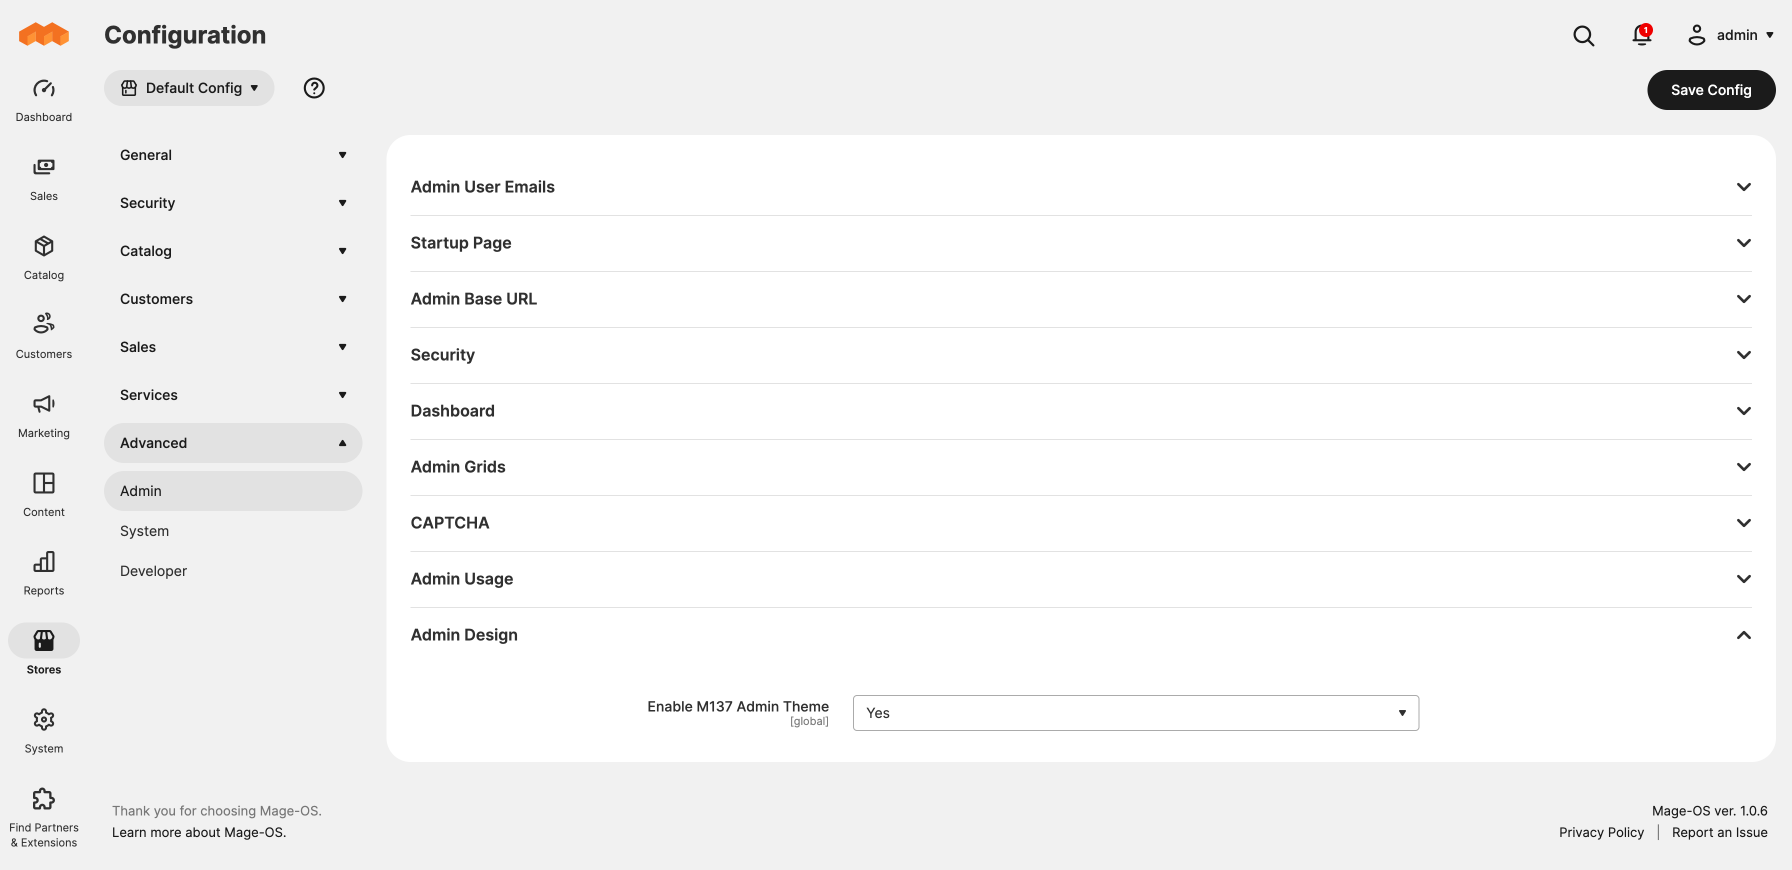 Configuration
1
admin
Default Config
Save Config
Dashboard
Sales
Catalog
Customers
Marketing
Content
Reports
Stores
System
Find Partners
& Extensions
General
Security
Catalog
Customers
Sales
Services
Advanced
Admin
System
Developer
Admin User Emails
Startup Page
Admin Base URL
Security
Dashboard
Admin Grids
CAPTCHA
Admin Usage
Admin Design
Enable M137 Admin Theme
[global]
Yes
Thank you for choosing Mage-OS.
Learn more about Mage-OS.
Mage-OS ver. 1.0.6
Privacy Policy | Report an Issue